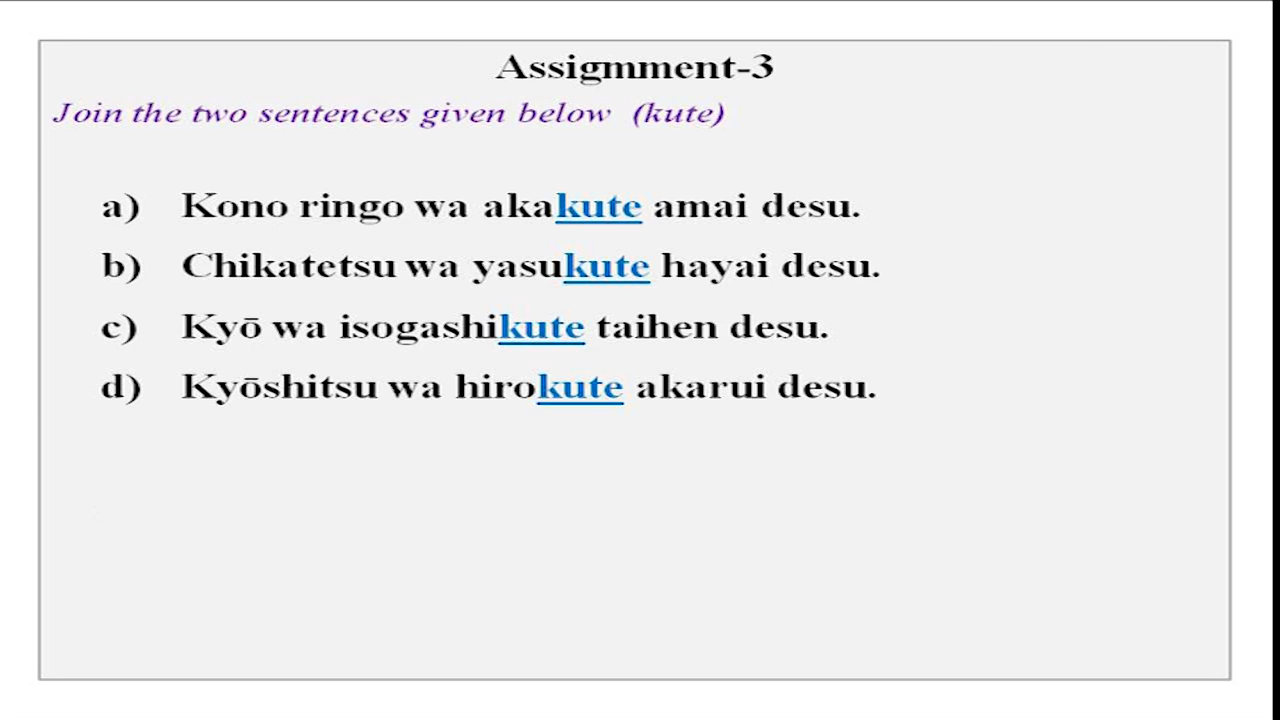 Assigmment-3
Join the two sentences given below (kute)
a) Kono ringo wa akakute amai desu.
b) Chikatetsu wa yasukute hayai desu.
c) Kyō wa isogashikute taihen desu.
d) Kyōshitsu wa hirokute akarui desu.